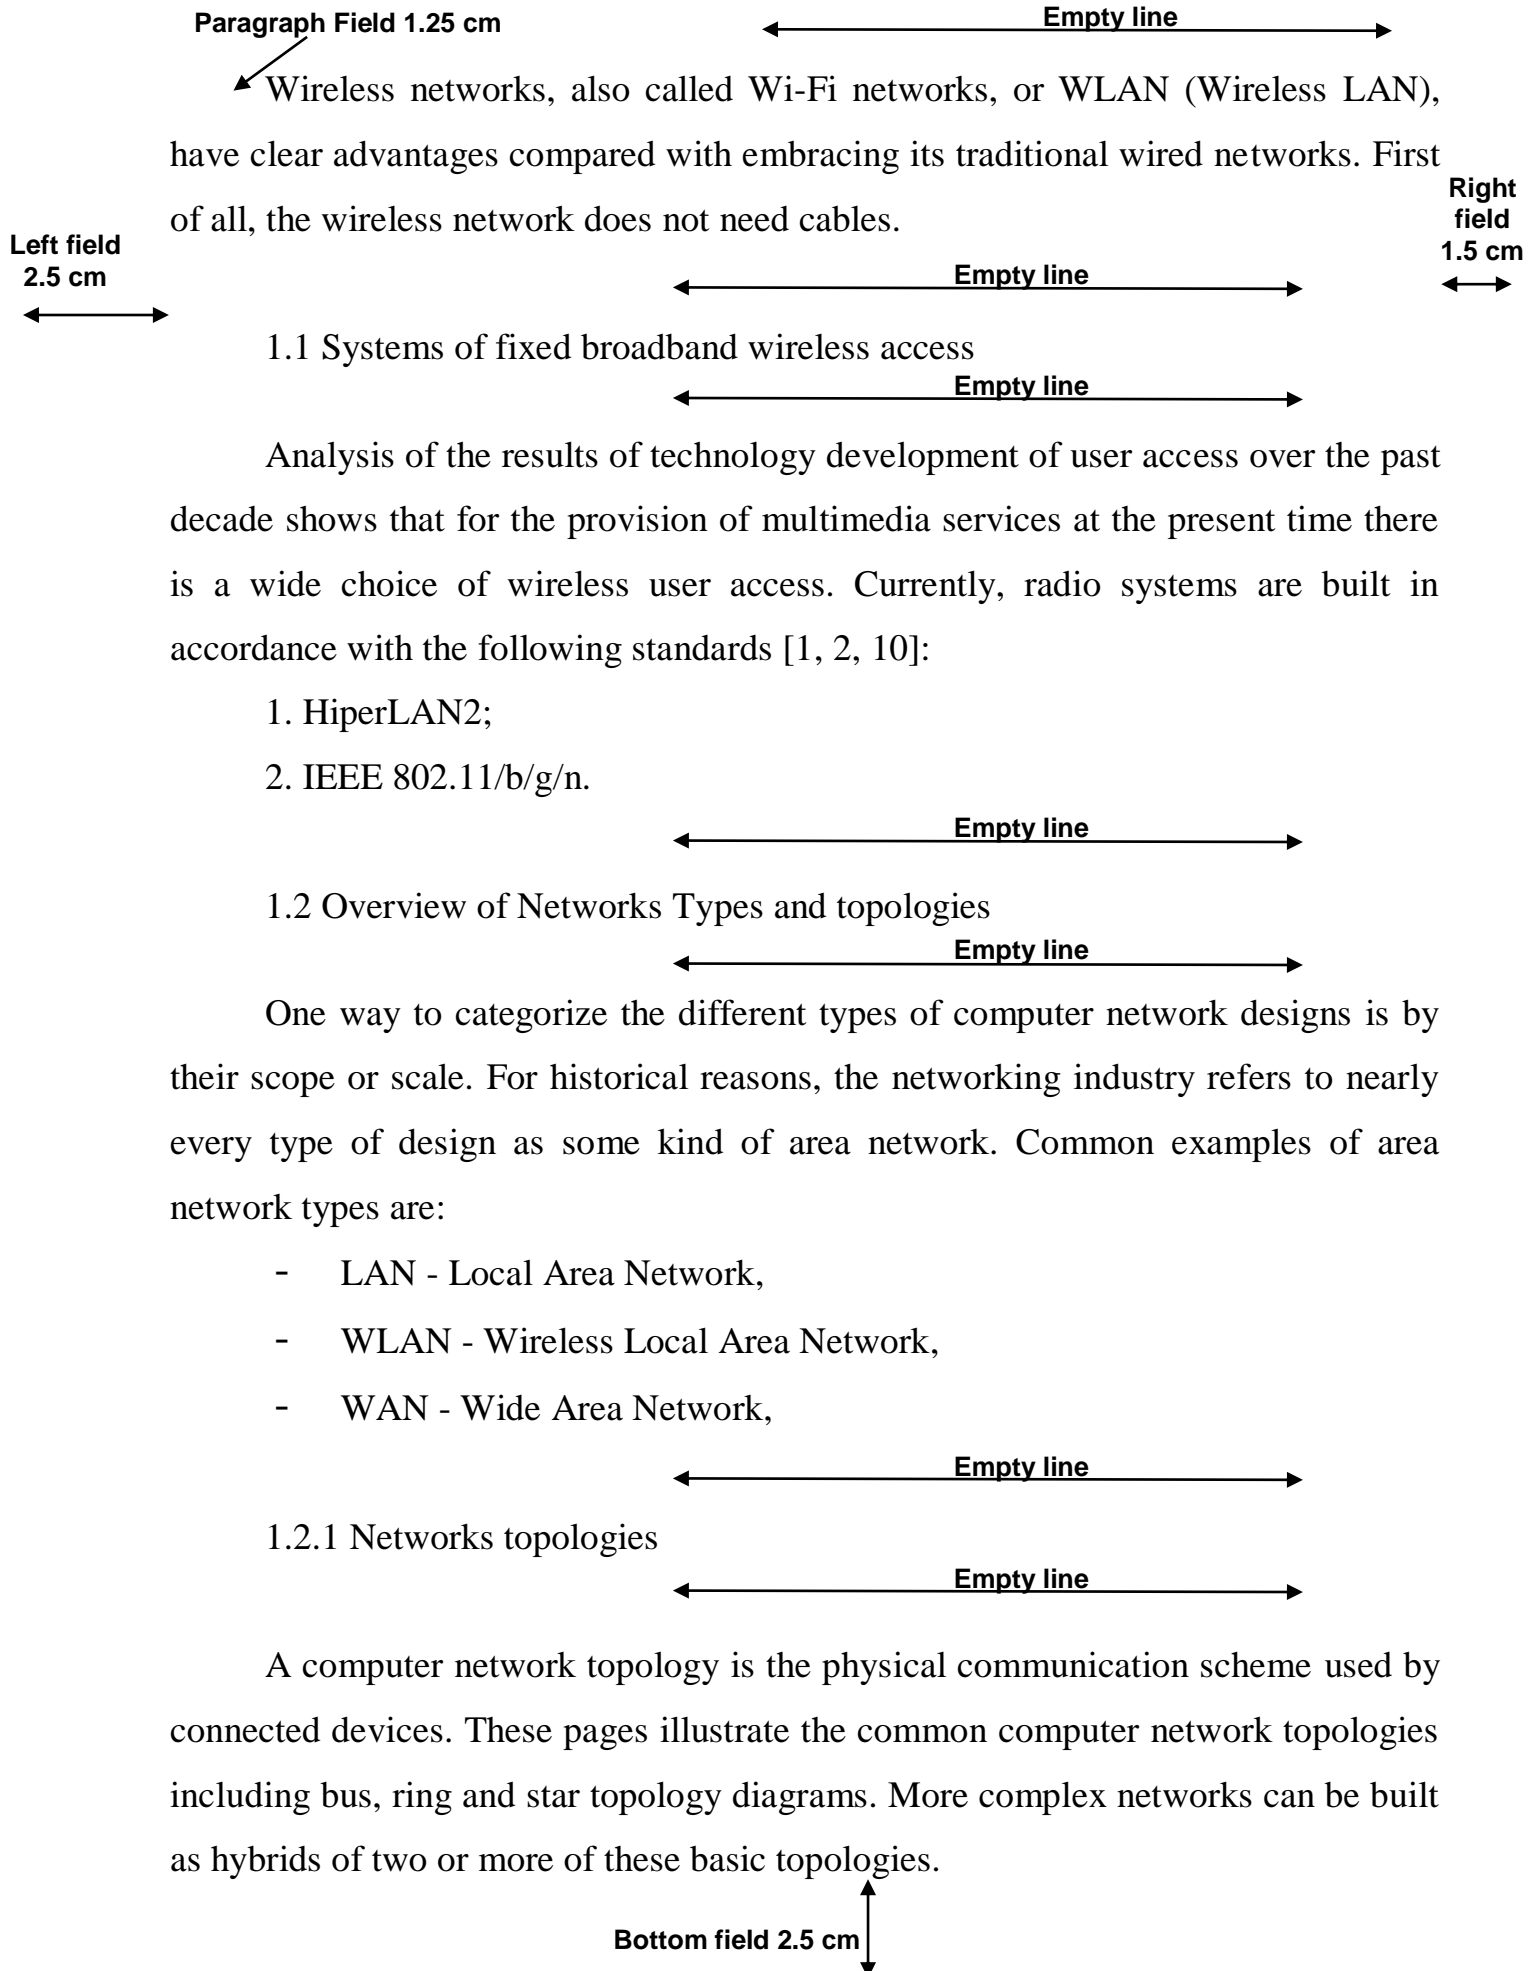 Paragraph Field 1.25 cm
Empty line
Wireless networks, also called Wi-Fi networks, or WLAN (Wireless LAN),
have clear advantages compared with embracing its traditional wired networks. First
of all, the wireless network does not need cables.
Right
field
1.5 cm
Left field
2.5 cm
Empty line
1.1 Systems of fixed broadband wireless access
Empty line
Analysis of the results of technology development of user access over the past
decade shows that for the provision of multimedia services at the present time there
is a wide choice of wireless user access. Currently, radio systems are built in
accordance with the following standards [1, 2, 10]:
1. HiperLAN2;
2. IEEE 802.11/b/g/n.
Empty line
1.2 Overview of Networks Types and topologies
Empty line
One way to categorize the different types of computer network designs is by
their scope or scale. For historical reasons, the networking industry refers to nearly
every type of design as some kind of area network. Common examples of area
network types are:
- LAN - Local Area Network,
- WLAN - Wireless Local Area Network,
- WAN - Wide Area Network,
Empty line
1.2.1 Networks topologies
Empty line
A computer network topology is the physical communication scheme used by
connected devices. These pages illustrate the common computer network topologies
including bus, ring and star topology diagrams. More complex networks can be built
as hybrids of two or more of these basic topologies.
Bottom field 2.5 cm